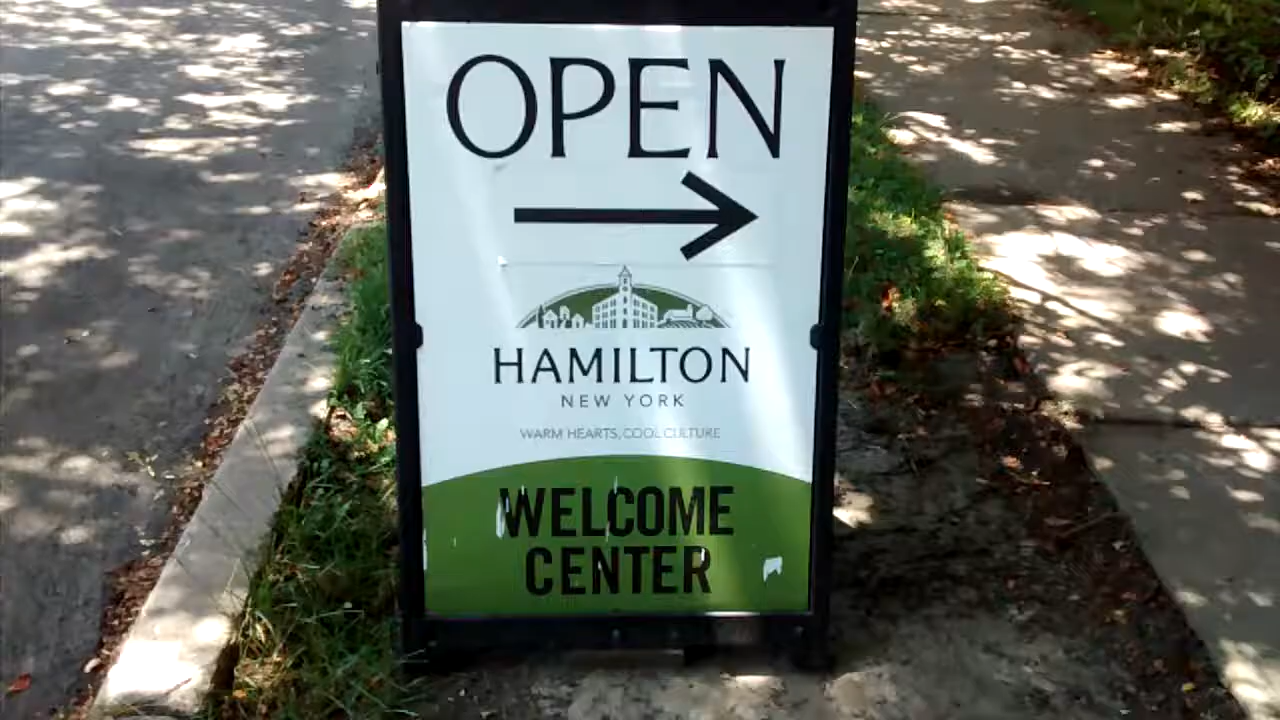 OPEN
HAMILTON
NEW YORK
WARM HEARTS, COOL CULTURE
WELCOME
CENTER